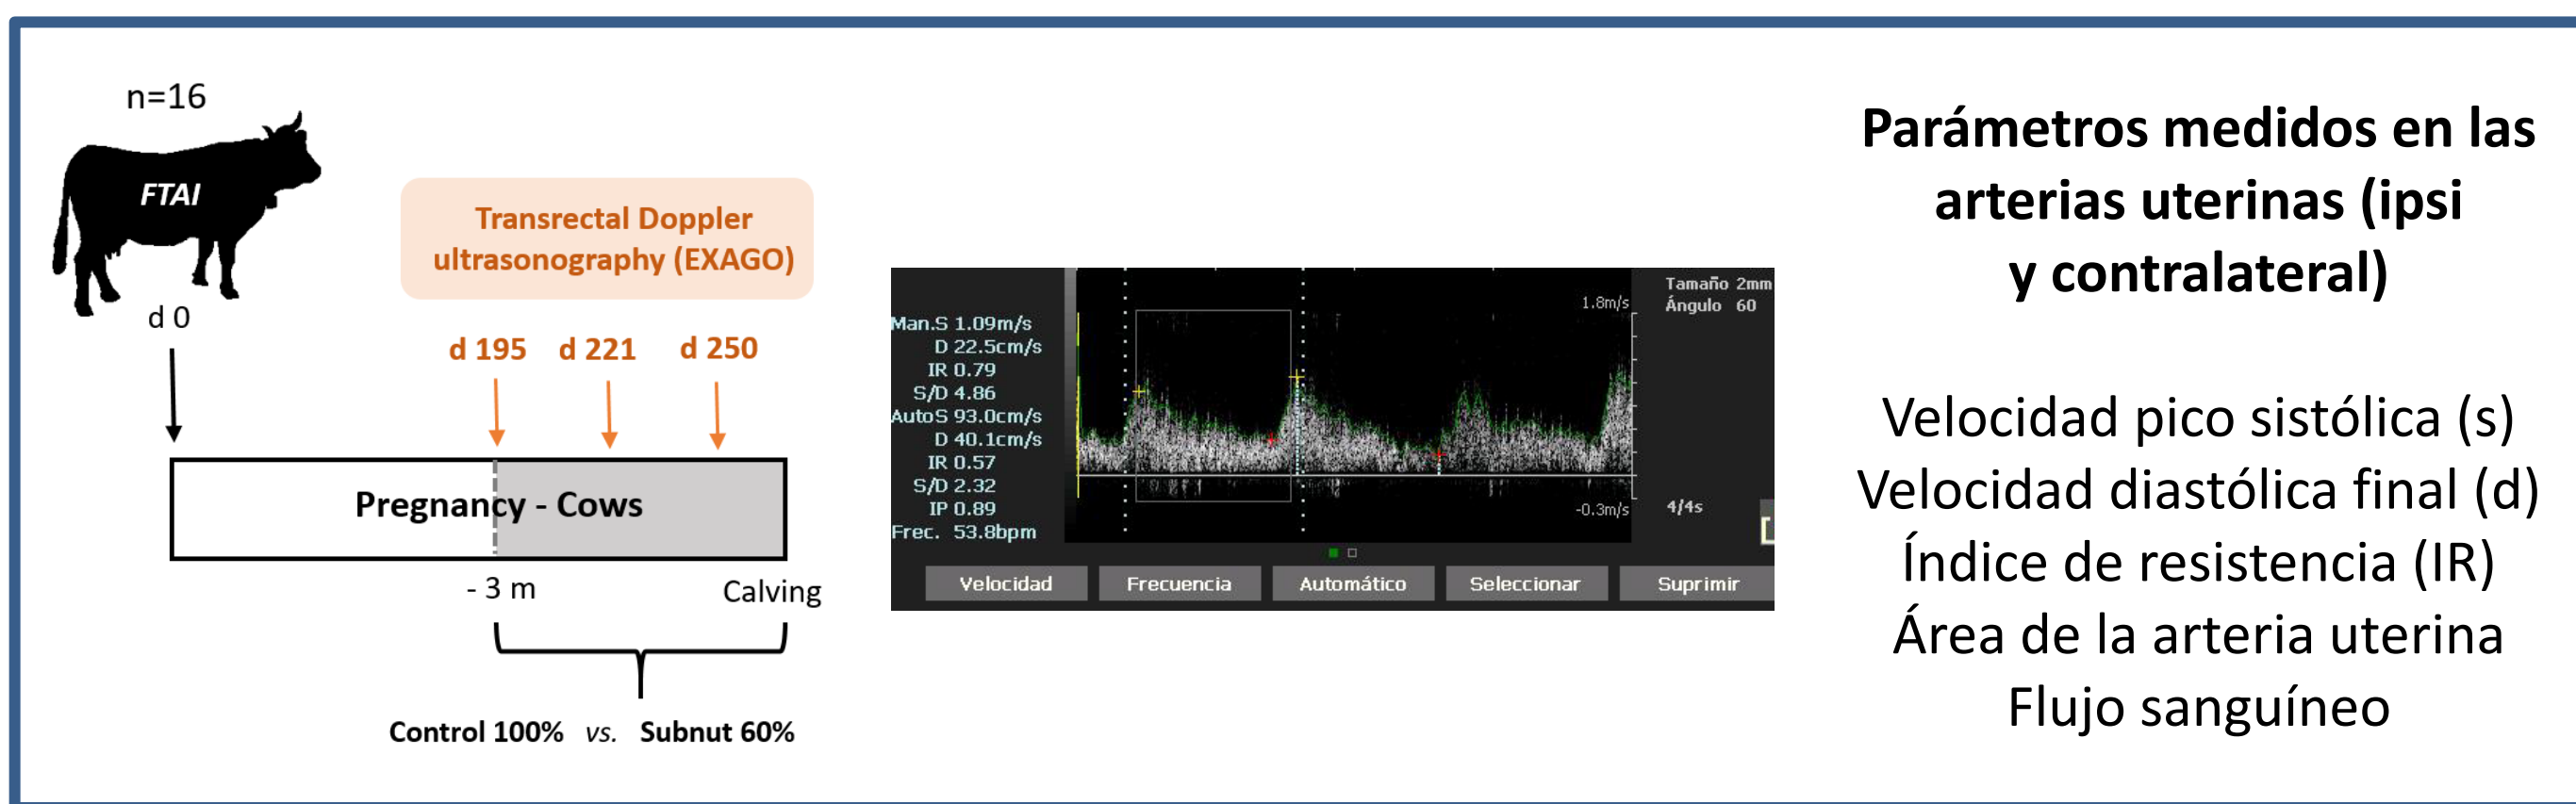 n=16
FTAI
d 0
Transrectal Doppler
ultrasonography (EXAGO)
d 195 d 221 d 250
Pregnancy - Cows
- 3 m
Calving
Control 100% vs. Subnut 60%
Man.S 1.09m/s
D 22.5cm/s
IR 0.79
S/D 4.86
AutoS 93.0cm/s
D 40.1cm/s
IR 0.57
S/D 2.32
IP 0.89
Frec. 53.8bpm
1.8m/s
-0.3m/s
Tamaño 2mm
Ángulo 60
4/4s
Velocidad Frecuencia Automático Seleccionar Suprimir
Parámetros medidos en las
arterias uterinas (ipsi
y contralateral)
Velocidad pico sistólica (s)
Velocidad diastólica final (d)
Índice de resistencia (IR)
Área de la arteria uterina
Flujo sanguíneo